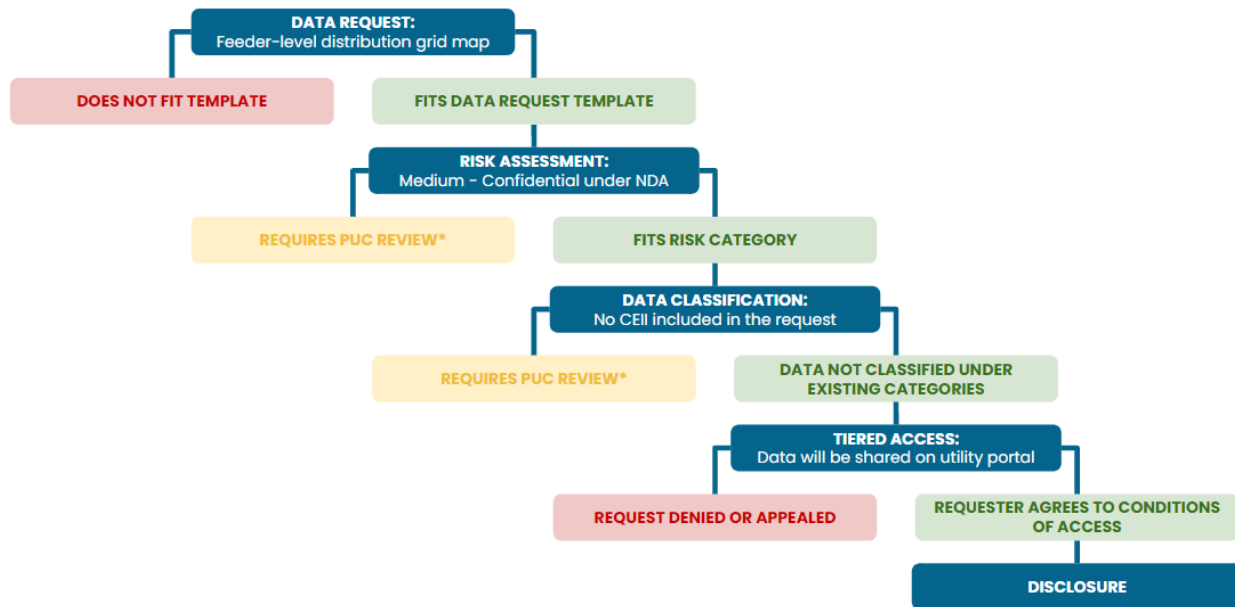 DATA REQUEST:
Feeder-level distribution grid map
DOES NOT FIT TEMPLATE
FITS DATA REQUEST TEMPLATE
RISK ASSESSMENT:
Medium - Confidential under NDA
REQUIRES PUC REVIEW*
FITS RISK CATEGORY
DATA CLASSIFICATION:
No CEII included in the request
REQUIRES PUC REVIEW*
DATA NOT CLASSIFIED UNDER
EXISTING CATEGORIES
TIERED ACCESS:
Data will be shared on utility portal
REQUEST DENIED OR APPEALED
REQUESTER AGREES TO CONDITIONS
OF ACCESS
DISCLOSURE